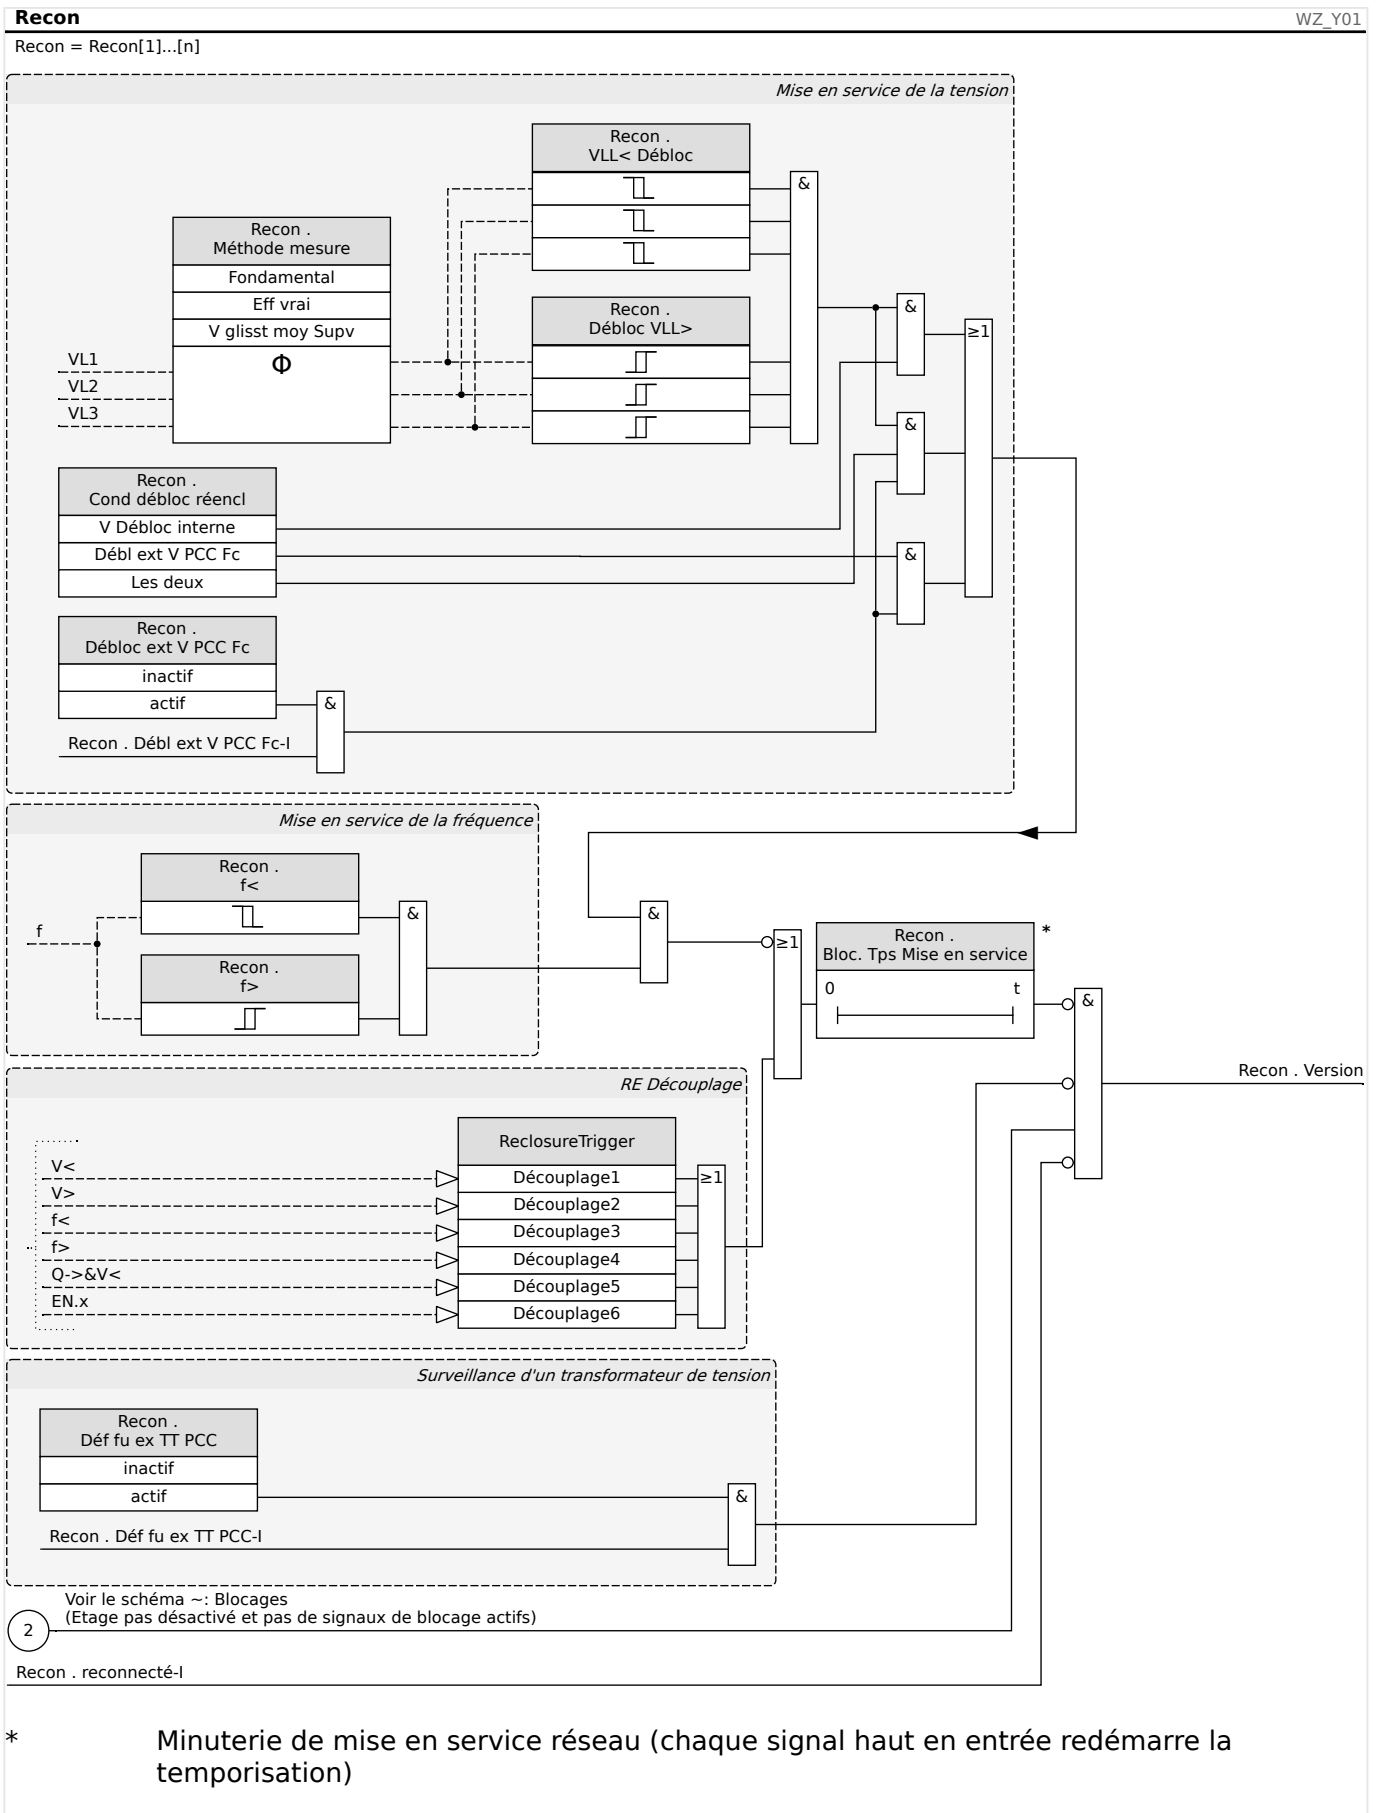 Recon
WZ_Y01
Recon = Recon[1]...[n]
Mise en service de la tension
Recon .
VLL< Débloc
&
Recon .
Méthode mesure
Fondamental
Eff vrai
V glisst moy Supv
Φ
VL1
VL2
VL3
Recon .
Débloc VLL>
&
≥1
&
Recon .
Cond débloc réencl
V Débloc interne
Débl ext V PCC Fc
Les deux
&
Recon .
Débloc ext V PCC Fc
inactif
actif
&
Recon . Débl ext V PCC Fc-I
Mise en service de la fréquence
Recon .
f<
f
Recon .
f>
&
&
≥1
Recon .
Bloc. Tps Mise en service
*
0 t
&
Recon . Version
RE Découplage
ReclosureTrigger
V<
Découplage1
≥1
V>
Découplage2
f<
Découplage3
f>
Découplage4
Q->&V<
Découplage5
EN.x
Découplage6
Surveillance d'un transformateur de tension
Recon .
Déf fu ex TT PCC
inactif
actif
&
Recon . Déf fu ex TT PCC-I
Voir le schéma ~: Blocages
(Etage pas désactivé et pas de signaux de blocage actifs)
2
Recon . reconnecté-I
* Minuterie de mise en service réseau (chaque signal haut en entrée redémarre la
temporisation)